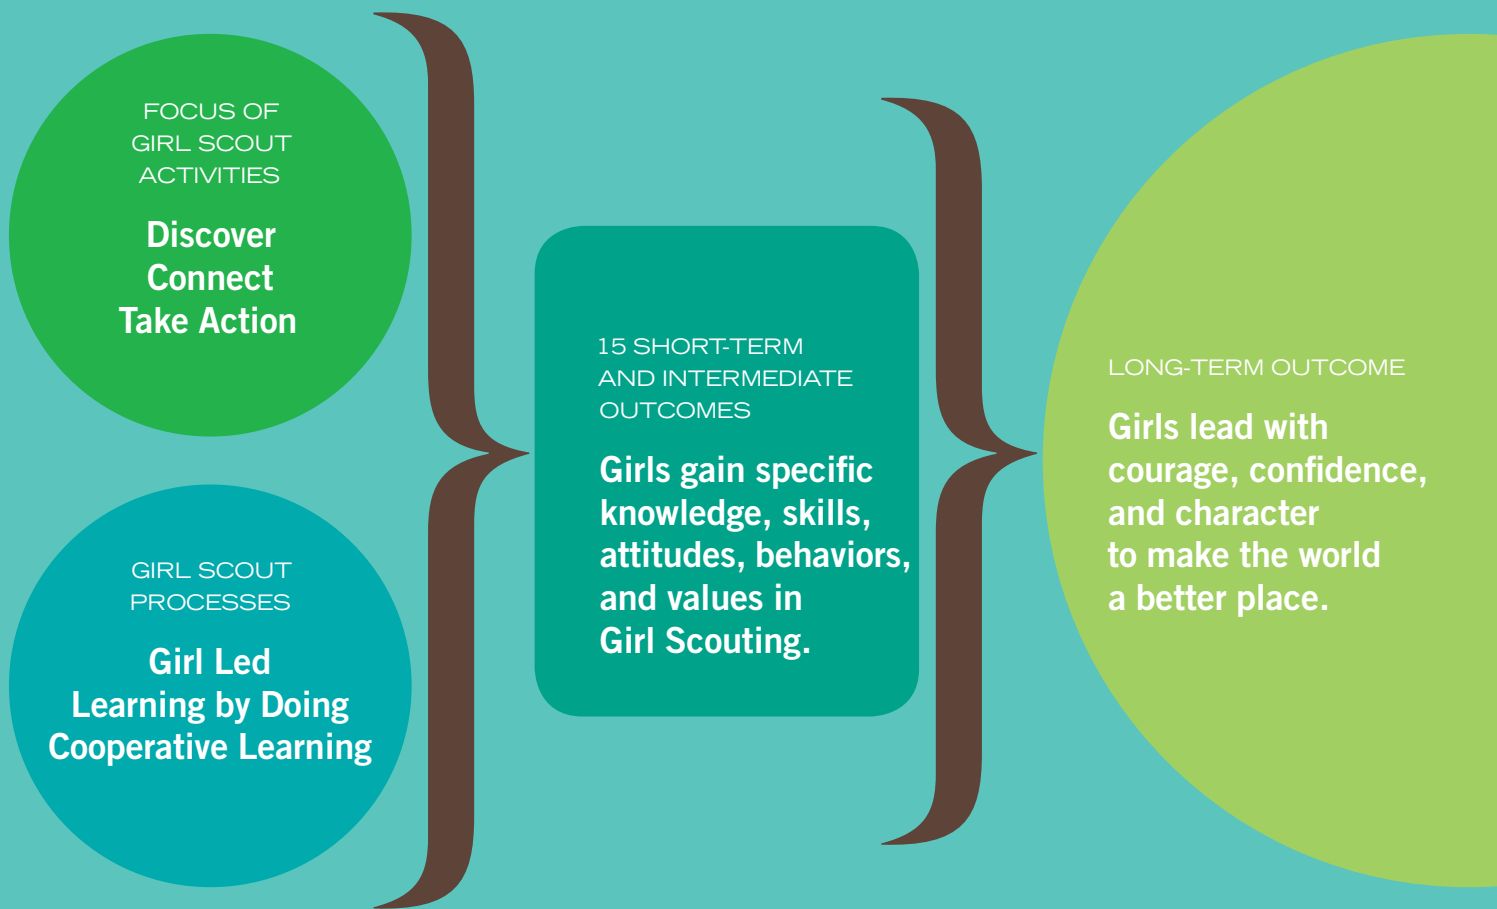 FOCUS OF
GIRL SCOUT
ACTIVITIES
Discover
Connect
Take Action
GIRL SCOUT
PROCESSES
Girl Led
Learning by Doing
Cooperative Learning
15 SHORT-TERM
AND INTERMEDIATE
OUTCOMES
Girls gain specific
knowledge, skills,
attitudes, behaviors,
and values in
Girl Scouting.
LONG-TERM OUTCOME
Girls lead with
courage, confidence,
and character
to make the world
a better place.